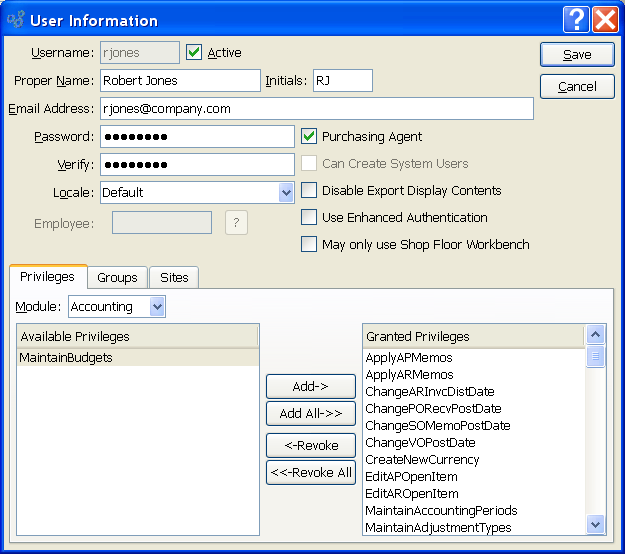 User Information
Username: rjones Active
Save
Proper Name: Robert Jones Initials: RJ
Cancel
Email Address: rjones@company.com
Password: ●●●●●●●● Purchasing Agent
Verify: ●●●●●●●● Can Create System Users
Locale: Default Disable Export Display Contents
Employee: ? Use Enhanced Authentication
May only use Shop Floor Workbench
Privileges Groups Sites
Module: Accounting
Available Privileges
MaintainBudgets
Add->
Add All->>
<-Revoke
<<-Revoke All
Granted Privileges
ApplyAPMemos
ApplyARMemos
ChangeARInvcDistDate
ChangePORecvPostDate
ChangeSOMemoPostDate
ChangeVOPostDate
CreateNewCurrency
EditAPOpenItem
EditAROpenItem
MaintainAccountingPeriods
MaintainAdjustmentTypes